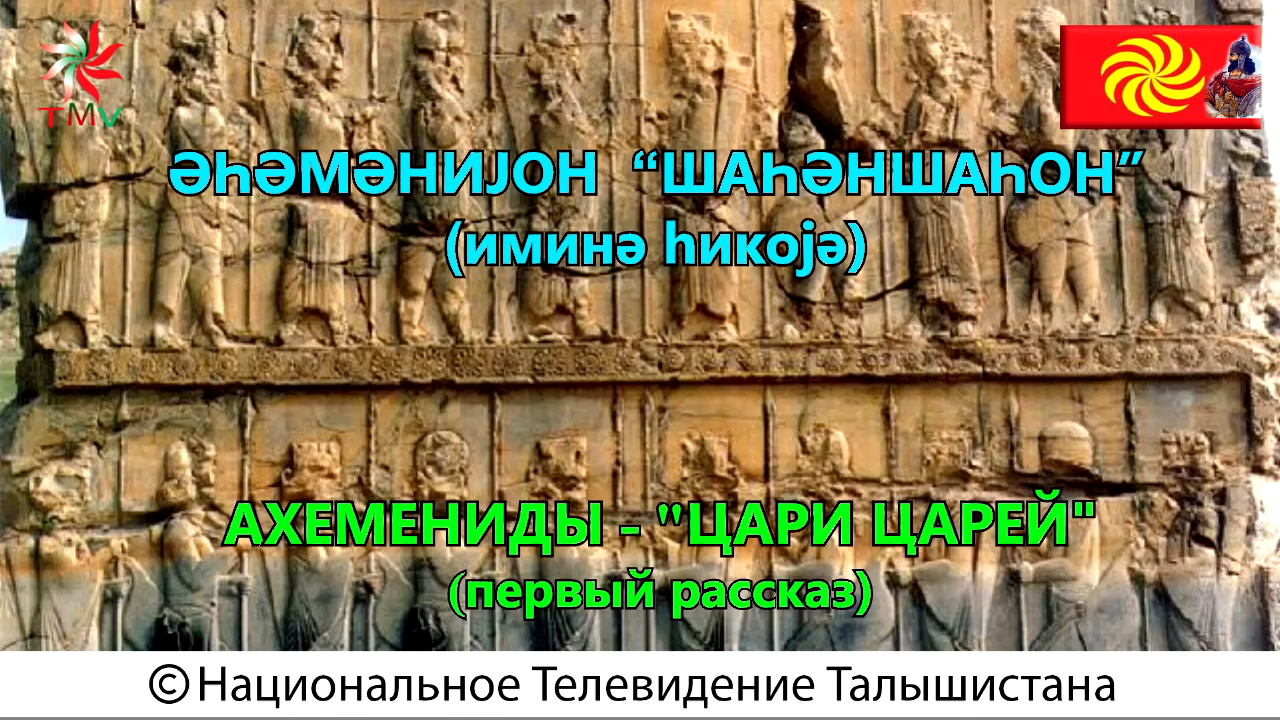 TMV
ӘҺӘМӘНИЈОН “ШАҺӘНШАҺОН”
(иминә һикојә)
АХЕМЕНИДЫ - "ЦАРИ ЦАРЕЙ"
(первый рассказ)
©Национальное Телевидение Талышистана